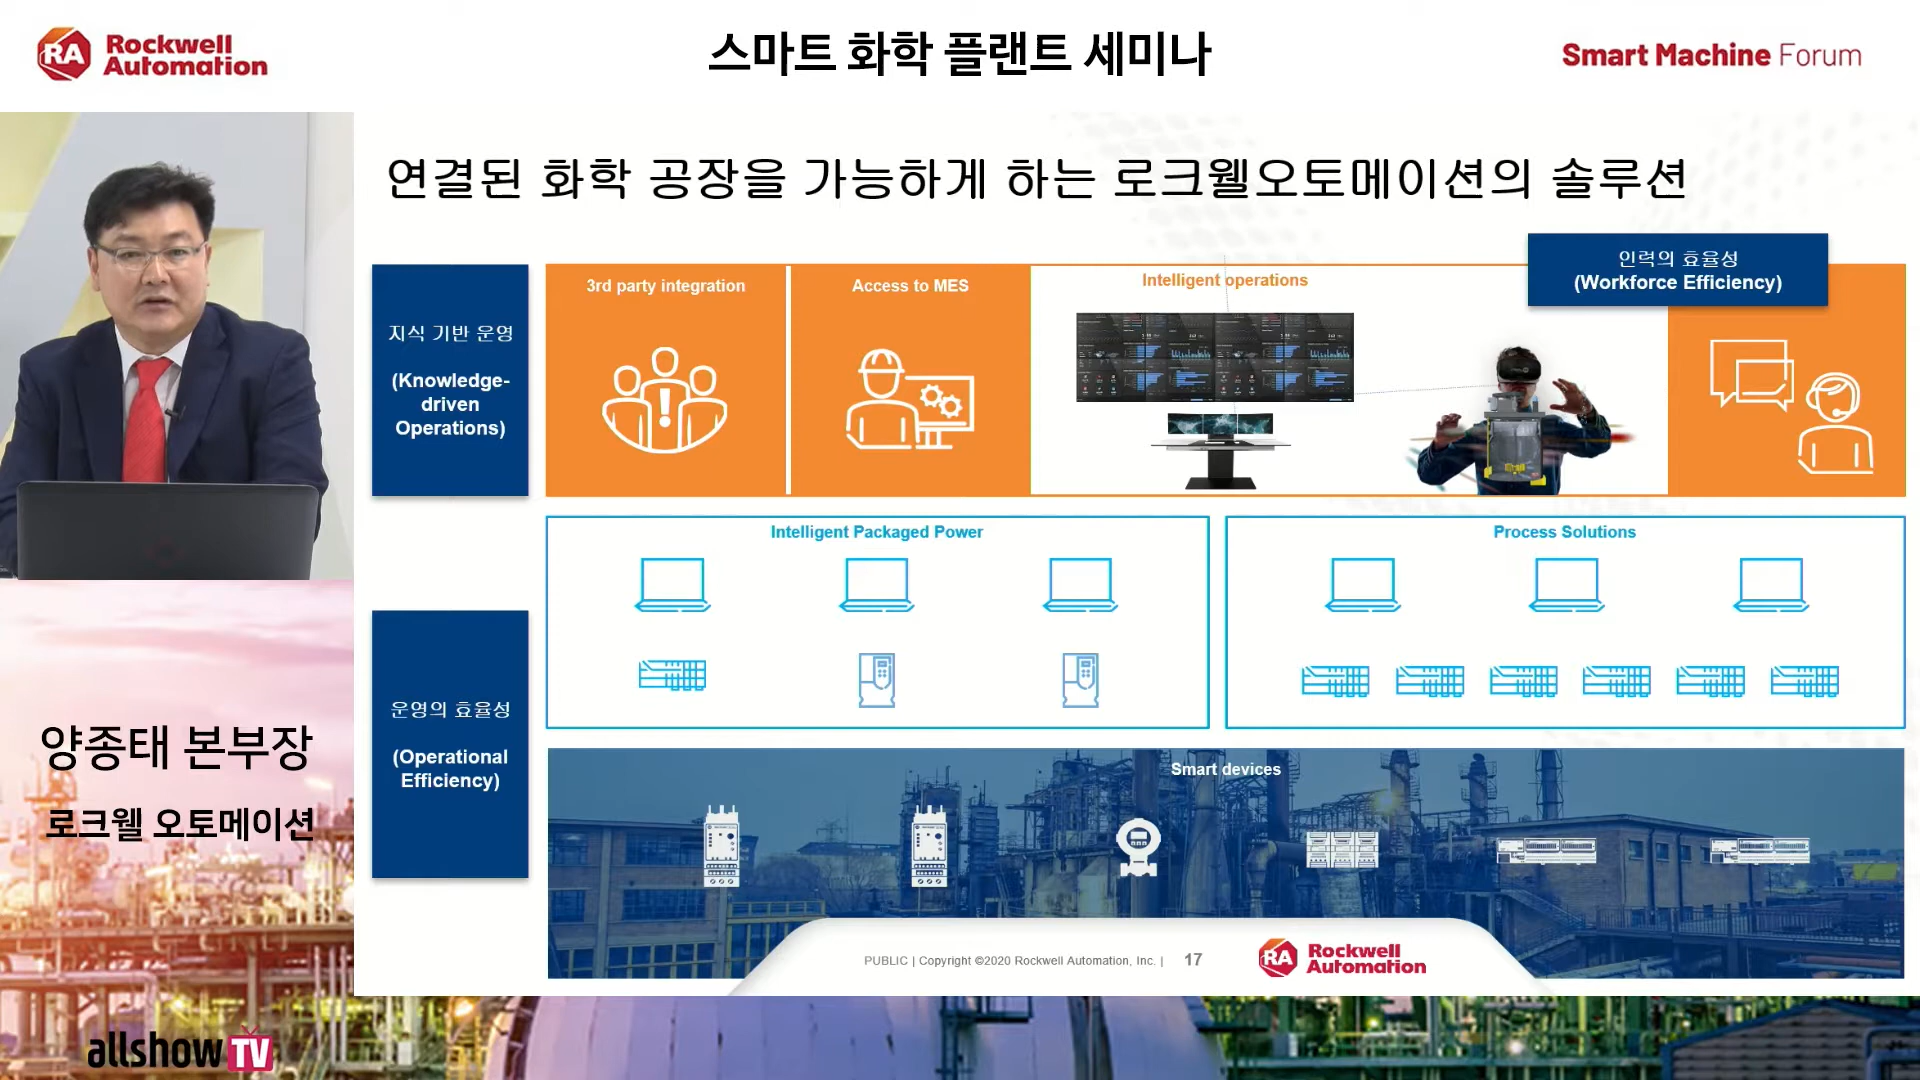 RA Rockwell
Automation
스마트 화학 플랜트 세미나
Smart Machine Forum
연결된 화학 공장을 가능하게 하는 로크웰오토메이션의 솔루션
인력의 효율성
(Workforce Efficiency)
지식 기반 운영
(Knowledge-
driven
Operations)
3rd party integration
Access to MES
Intelligent operations
Intelligent Packaged Power
Process Solutions
운영의 효율성
(Operational
Efficiency)
Smart devices
양종태 본부장
로크웰 오토메이션
PUBLIC | Copyright ©2020 Rockwell Automation, Inc. | 17
RA Rockwell
Automation
allshow TV